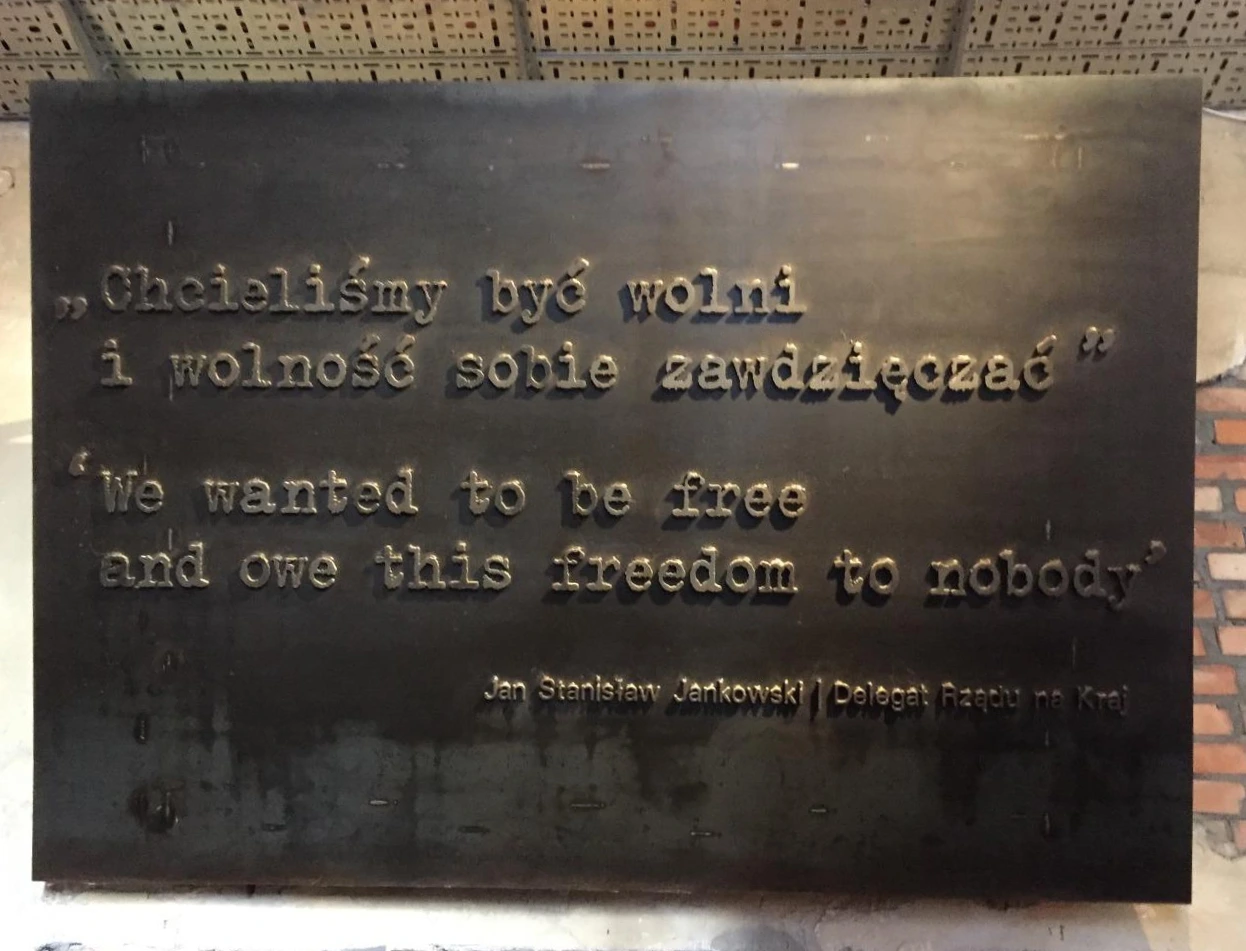 „Chcieliśmy być wolni
i wolność sobie zawdzięczać”
‘We wanted to be free
and owe this freedom to nobody’
Jan Stanisław Jankowski | Delegat Rządu na Kraj